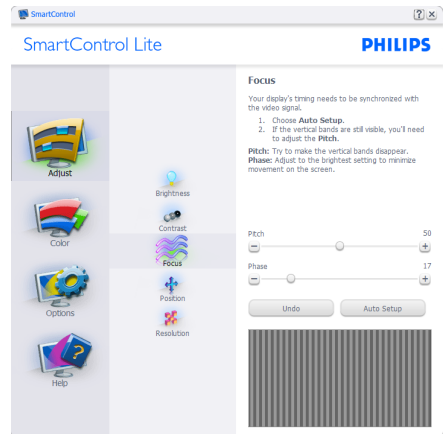 SmartControl
SmartControl Lite
PHILIPS
Adjust
Color
Options
Help
Brightness
Contrast
Focus
Position
Resolution
Focus
Your display's timing needs to be synchronized with
the video signal.
1. Choose Auto Setup.
2. If the vertical bands are still visible, you'll need
to adjust the Pitch.
Pitch: Try to make the vertical bands disappear.
Phase: Adjust to the brightest setting to minimize
movement on the screen.
Pitch 50
Phase 17
Undo Auto Setup